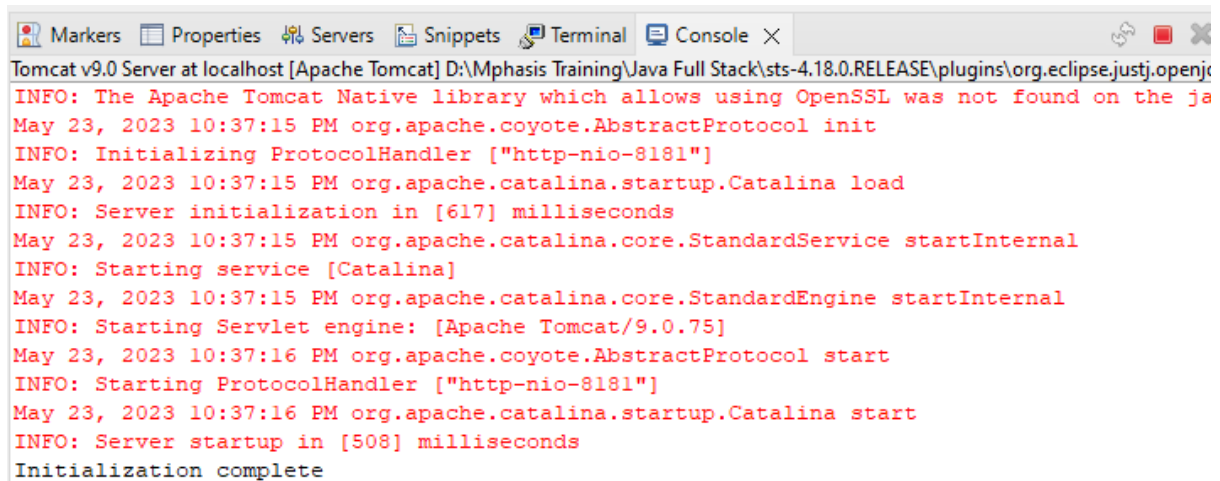 Markers Properties Servers Snippets Terminal Console
Tomcat v9.0 Server at localhost [Apache Tomcat] D:\Mphasis Training\Java Full Stack\sts-4.18.0.RELEASE\plugins\org.eclipse.justj.openj
INFO: The Apache Tomcat Native library which allows using OpenSSL was not found on the ja
May 23, 2023 10:37:15 PM org.apache.coyote.AbstractProtocol init
INFO: Initializing ProtocolHandler ["http-nio-8181"]
May 23, 2023 10:37:15 PM org.apache.catalina.startup.Catalina load
INFO: Server initialization in [617] milliseconds
May 23, 2023 10:37:15 PM org.apache.catalina.core.StandardService startInternal
INFO: Starting service [Catalina]
May 23, 2023 10:37:15 PM org.apache.catalina.core.StandardEngine startInternal
INFO: Starting Servlet engine: [Apache Tomcat/9.0.75]
May 23, 2023 10:37:16 PM org.apache.coyote.AbstractProtocol start
INFO: Starting ProtocolHandler ["http-nio-8181"]
May 23, 2023 10:37:16 PM org.apache.catalina.startup.Catalina start
INFO: Server startup in [508] milliseconds
Initialization complete